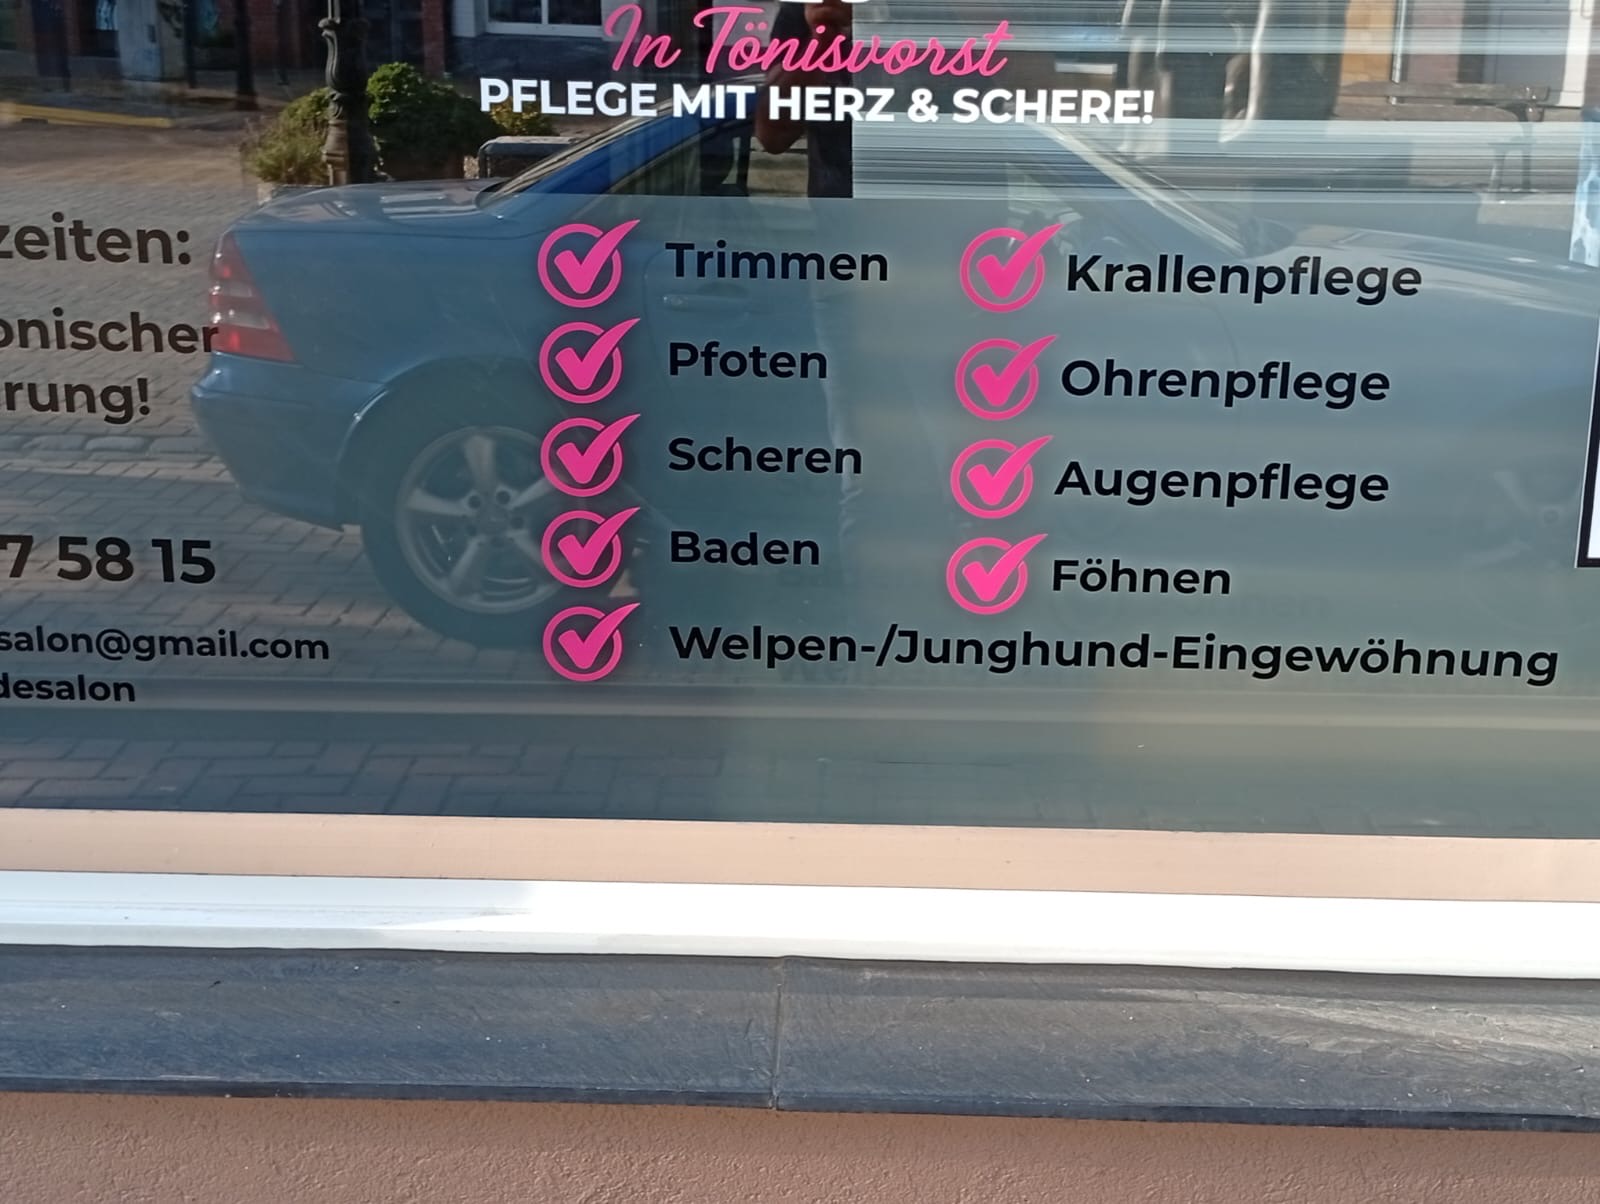 In Tönisvorst
PFLEGE MIT HERZ & SCHERE!
zeiten:
onischer
rung!
7 58 15
salon@gmail.com
desalon
Trimmen
Pfoten
Scheren
Baden
Welpen-/Junghund-Eingewöhnung
Krallenpflege
Ohrenpflege
Augenpflege
Föhnen